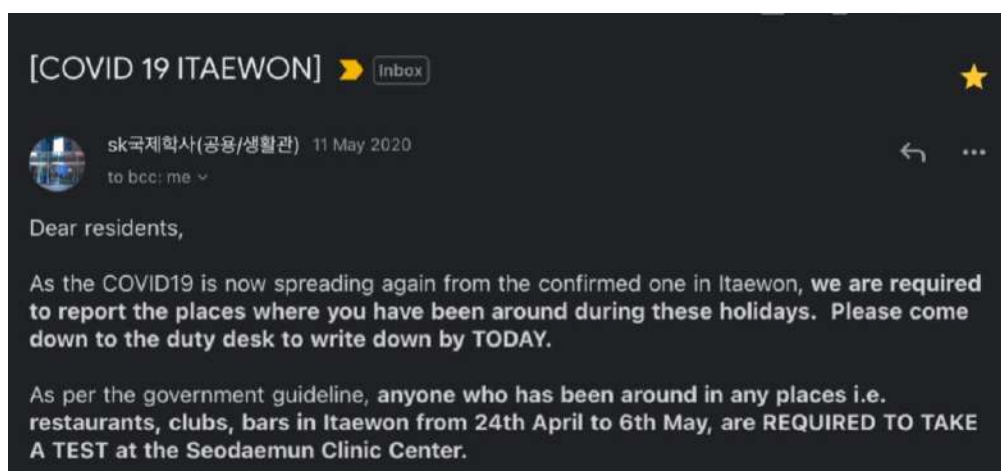 [COVID 19 ITAEWON] Inbox
sk국제학사(공용/생활관) 11 May 2020
to bcc: me
Dear residents,
As the COVID19 is now spreading again from the confirmed one in Itaewon, we are required
to report the places where you have been around during these holidays. Please come
down to the duty desk to write down by TODAY.
As per the government guideline, anyone who has been around in any places i.e.
restaurants, clubs, bars in Itaewon from 24th April to 6th May, are REQUIRED TO TAKE
A TEST at the Seodaemun Clinic Center.